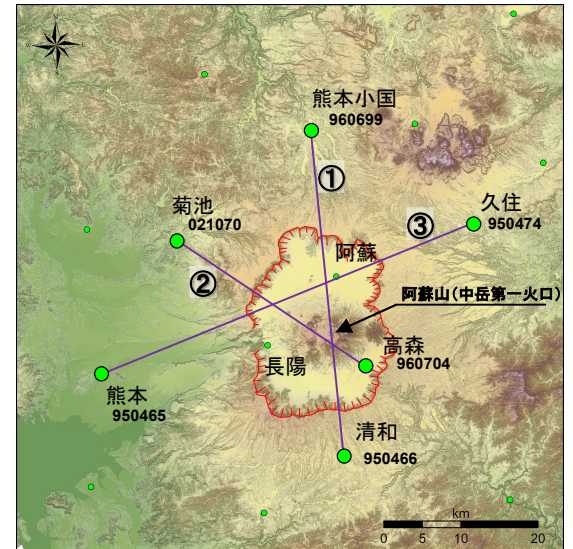 熊本小国
960699
①
菊池
021070
久住
950474
③
阿蘇
②
阿蘇山(中岳第一火口)
高森
960704
長陽
熊本
950465
清和
950466
km
0 5 10 20